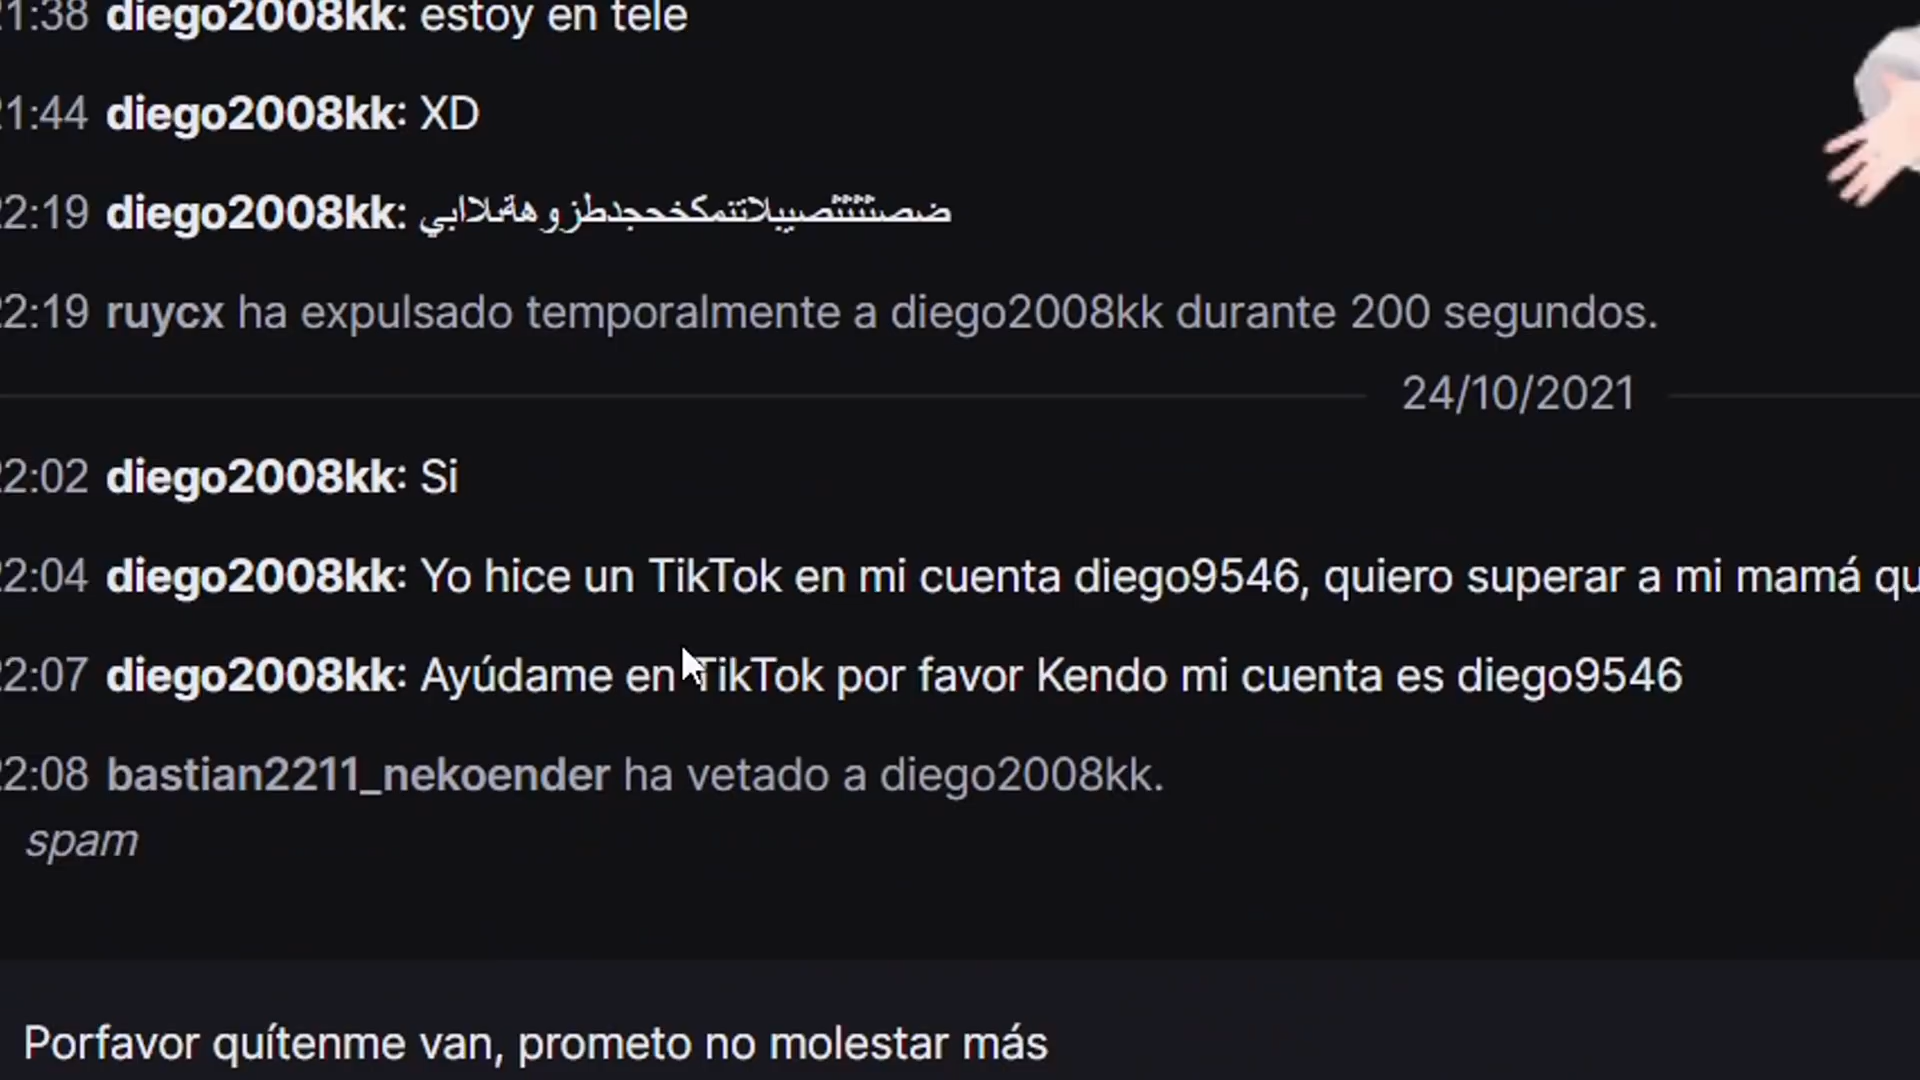 1:38 diego2008kk: estoy en tele
1:44 diego2008kk: XD
2:19 diego2008kk:
2:19 ruycx ha expulsado temporalmente a diego2008kk durante 200 segundos.
24/10/2021
2:02 diego2008kk: Si
2:04 diego2008kk: Yo hice un TikTok en mi cuenta diego9546, quiero superar a mi mamá qu
2:07 diego2008kk: Ayúdame en TikTok por favor Kendo mi cuenta es diego9546
2:08 bastian2211_nekoender ha vetado a diego2008kk.
spam
Porfavor quítenme van, prometo no molestar más